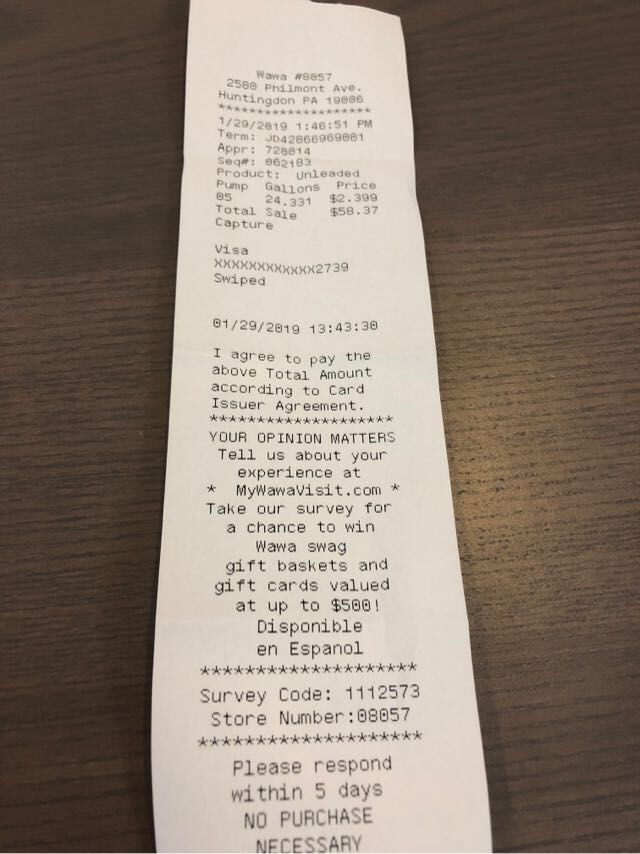 Wawa #8057
2500 Philmont Ave.
Huntingdon PA 19006
********************
1/29/2019 1:46:51 PM
Term: JD42066969001
Appr: 720014
Seq#: 062103
Product: Unleaded
Pump Gallons Price
05 24.331 $2.399
Total Sale $58.37
Capture
Visa
XXXXXXXXXXXX2739
Swiped
01/29/2019 13:43:30
I agree to pay the
above Total Amount
according to Card
Issuer Agreement.
********************
YOUR OPINION MATTERS
Tell us about your
experience at
* MyWawaVisit.com *
Take our survey for
a chance to win
Wawa swag
gift baskets and
gift cards valued
at up to $500!
Disponible
en Espanol
********************
Survey Code: 1112573
Store Number:08057
********************
Please respond
within 5 days
NO PURCHASE
NECESSARY